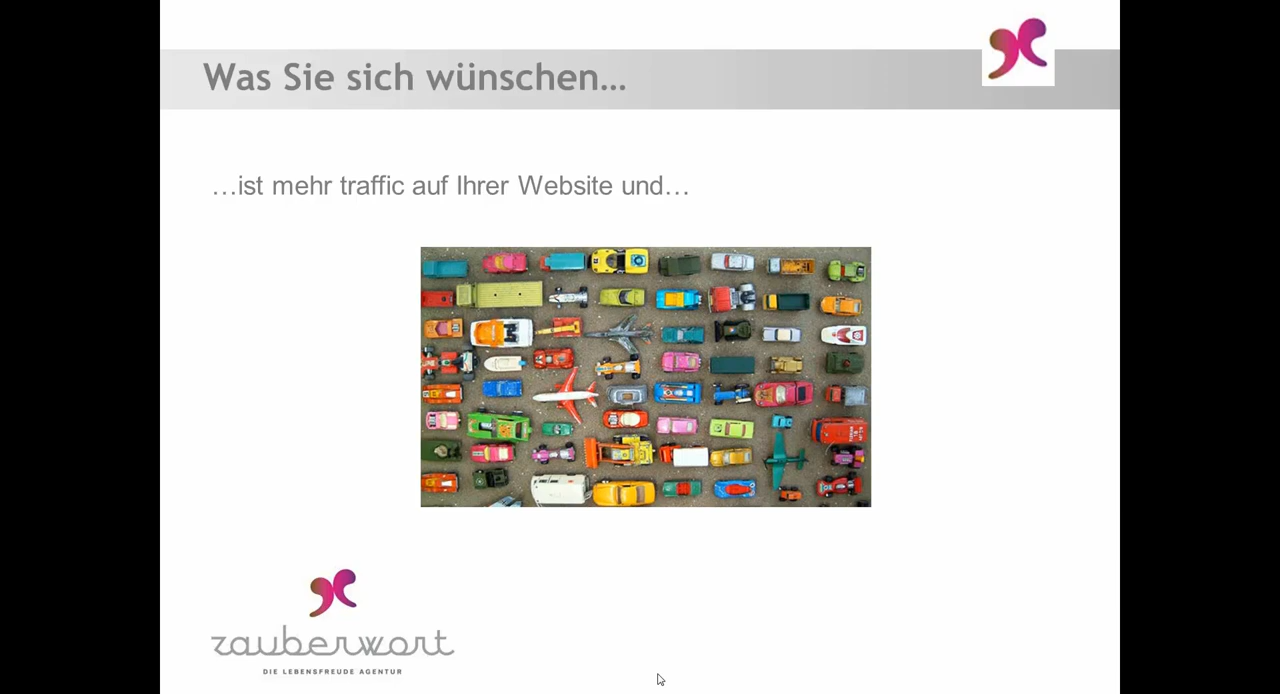 Was Sie sich wünschen...
…ist mehr traffic auf Ihrer Website und…
zauberwort
DIE LEBENSFREUDE AGENTUR